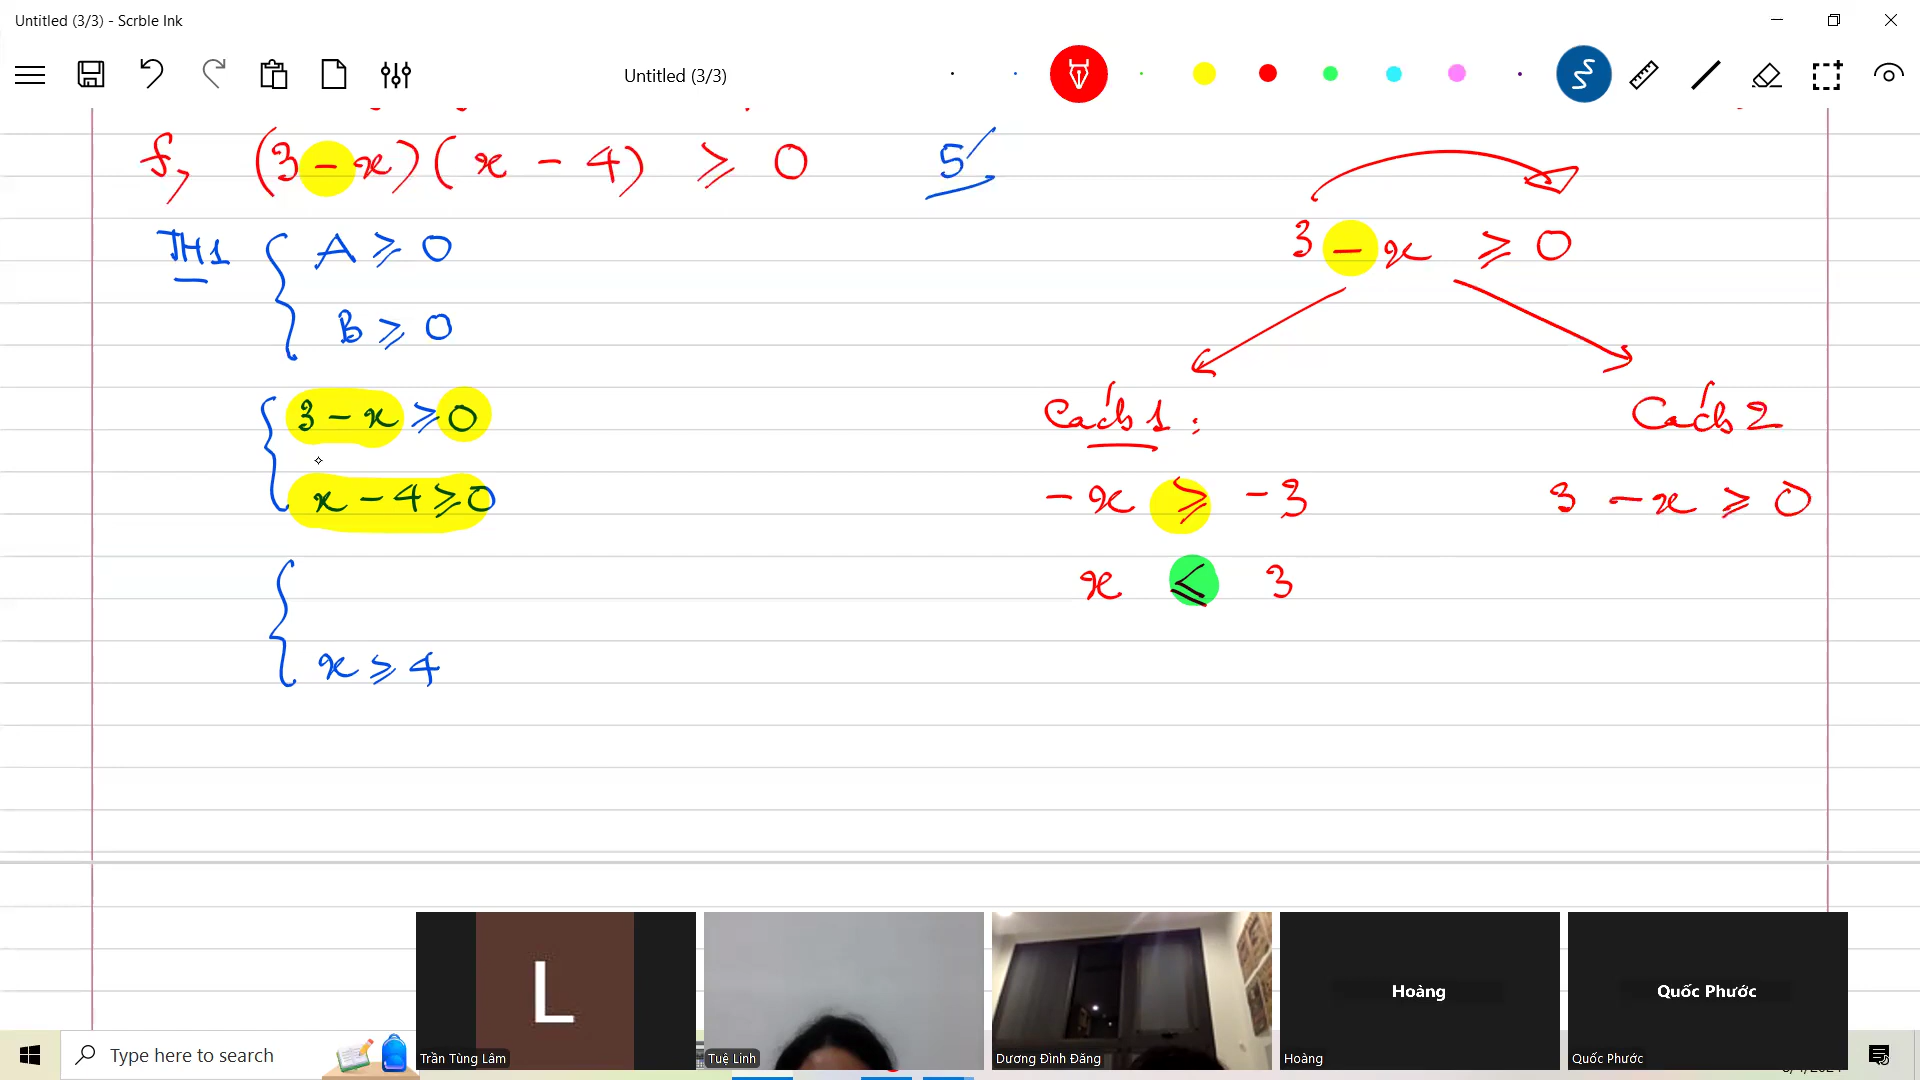 Untitled (3/3) - Scrble Ink
Untitled (3/3)
f, (3 - x)(x - 4) ≥ 0
5'
TH1 { A ≥ 0
B ≥ 0
{ 3 - x ≥ 0
x - 4 ≥ 0
{
x ≥ 4
3 - x ≥ 0
Cách 1 :
- x ≥ - 3
x ≤ 3
Cách 2
3 - x ≥ 0
L
Trần Tùng Lâm
Tuệ Linh
Dương Đình Đăng
Hoàng
Hoàng
Quốc Phước
Quốc Phước
Type here to search